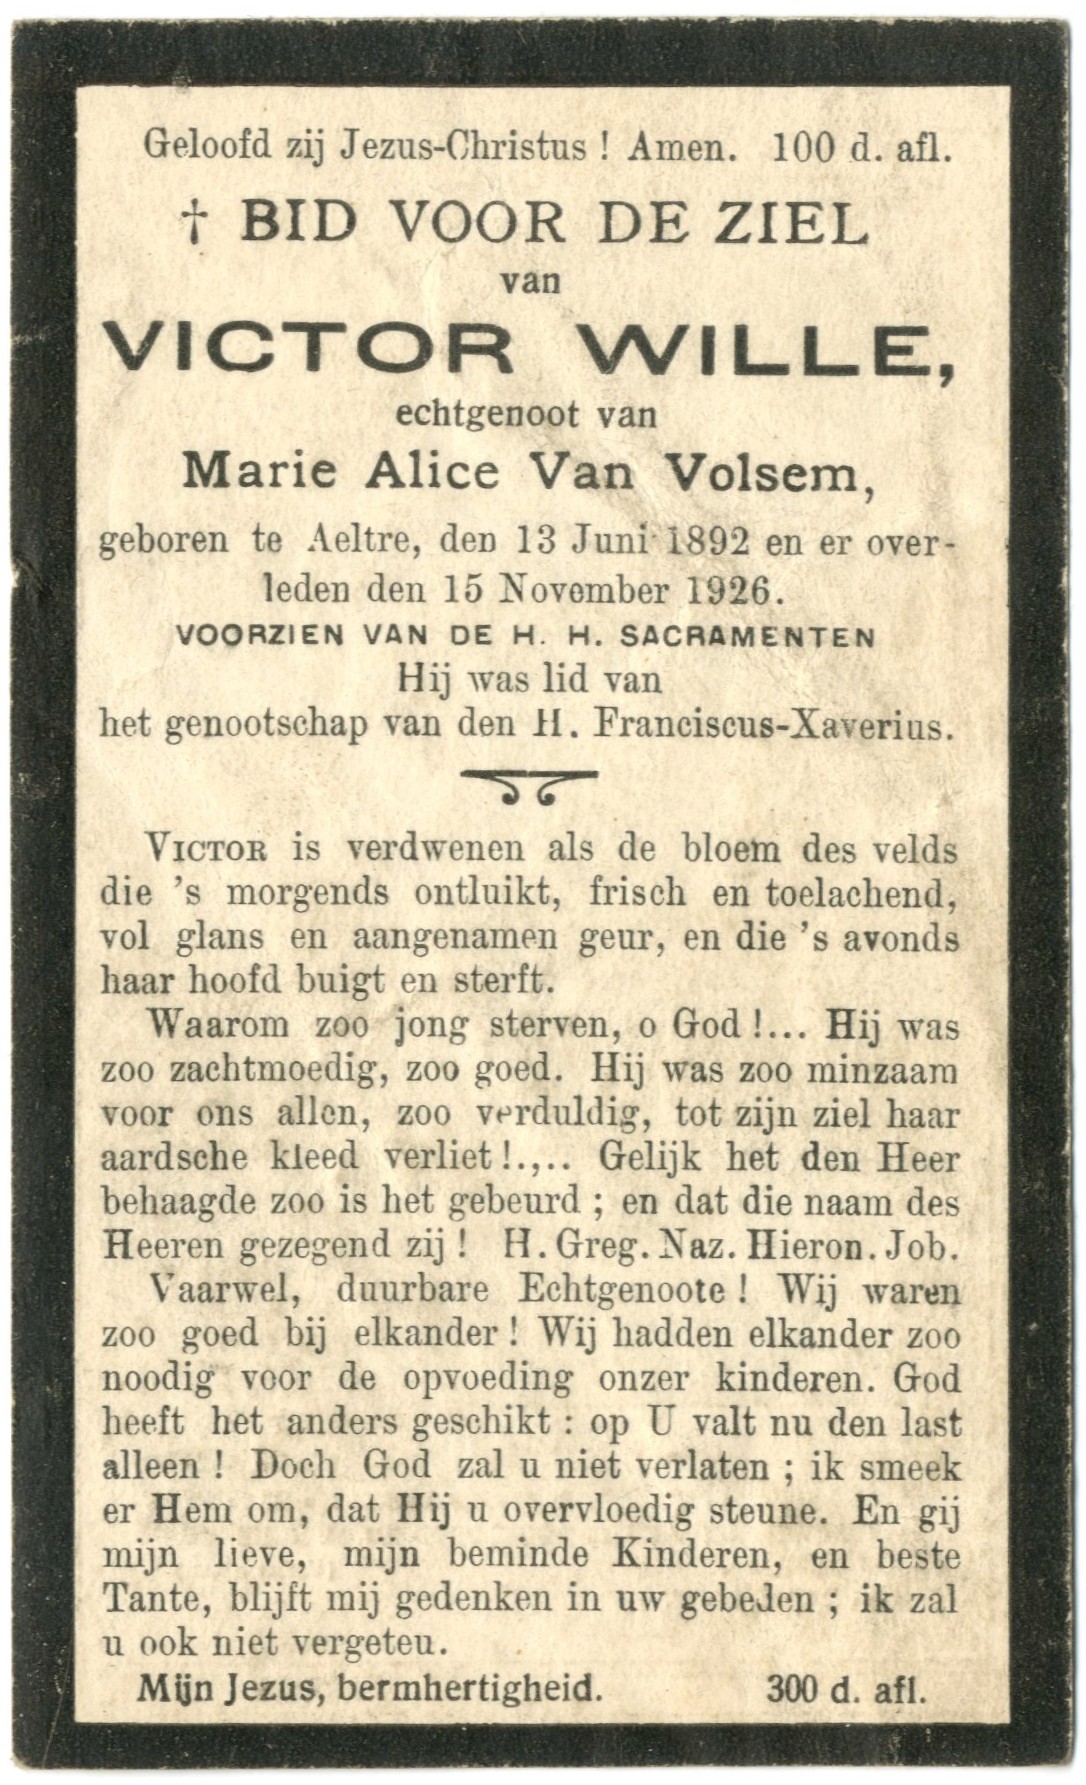 Geloofd zij Jezus-Christus ! Amen. 100 d. afl.
† BID VOOR DE ZIEL
van
VICTOR WILLE,
echtgenoot van
Marie Alice Van Volsem,
geboren te Aeltre, den 13 Juni 1892 en er over-
leden den 15 November 1926.
VOORZIEN VAN DE H. H. SACRAMENTEN
Hij was lid van
het genootschap van den H. Franciscus-Xaverius.
VICTOR is verdwenen als de bloem des velds
die 's morgends ontluikt, frisch en toelachend,
vol glans en aangenamen geur, en die 's avonds
haar hoofd buigt en sterft.
Waarom zoo jong sterven, o God !... Hij was
zoo zachtmoedig, zoo goed. Hij was zoo minzaam
voor ons allen, zoo verduldig, tot zijn ziel haar
aardsche kleed verliet !.,.. Gelijk het den Heer
behaagde zoo is het gebeurd ; en dat die naam des
Heeren gezegend zij ! H. Greg. Naz. Hieron. Job.
Vaarwel, duurbare Echtgenoote ! Wij waren
zoo goed bij elkander ! Wij hadden elkander zoo
noodig voor de opvoeding onzer kinderen. God
heeft het anders geschikt : op U valt nu den last
alleen ! Doch God zal u niet verlaten ; ik smeek
er Hem om, dat Hij u overvloedig steune. En gij
mijn lieve, mijn beminde Kinderen, en beste
Tante, blijft mij gedenken in uw gebeden ; ik zal
u ook niet vergeteu.
Mijn Jezus, bermhertigheid. 300 d. afl.